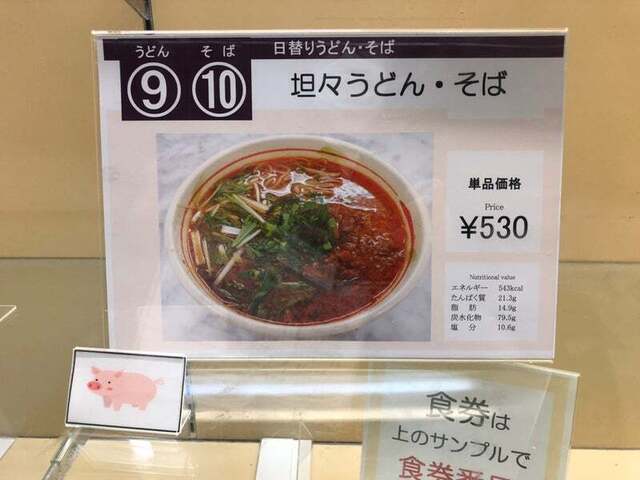 うどん そば 日替りうどん・そば
⑨ ⑩ 坦々うどん・そば
単品価格
Price
¥530
Nutritional value
エネルギー 543kcal
たんぱく質 21.3g
脂肪 14.9g
炭水化物 79.5g
塩分 10.6g
食券は
上のサンプルで
食券番